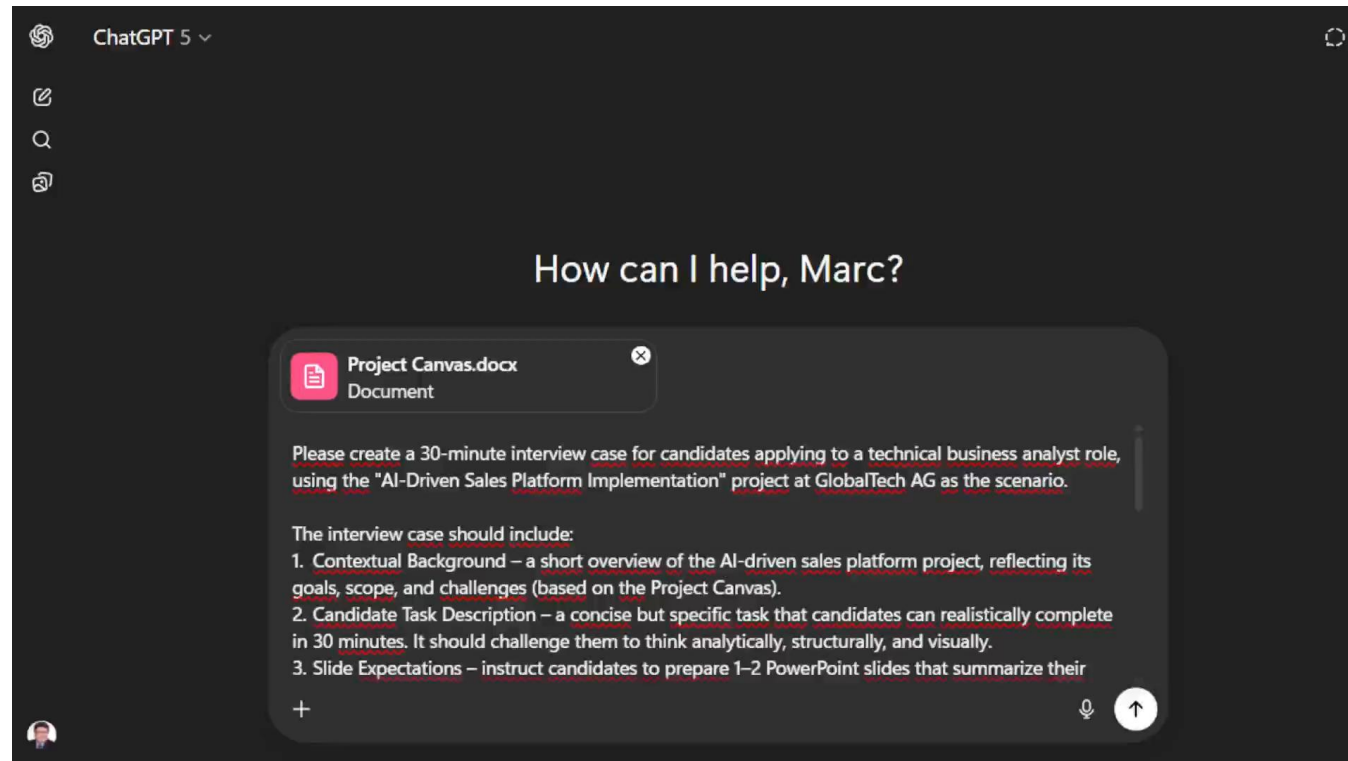 ChatGPT 5
How can I help, Marc?
Project Canvas.docx
Document
Please create a 30-minute interview case for candidates applying to a technical business analyst role,
using the "AI-Driven Sales Platform Implementation" project at GlobalTech AG as the scenario.
The interview case should include:
1. Contextual Background – a short overview of the AI-driven sales platform project, reflecting its
goals, scope, and challenges (based on the Project Canvas).
2. Candidate Task Description – a concise but specific task that candidates can realistically complete
in 30 minutes. It should challenge them to think analytically, structurally, and visually.
3. Slide Expectations – instruct candidates to prepare 1–2 PowerPoint slides that summarize their